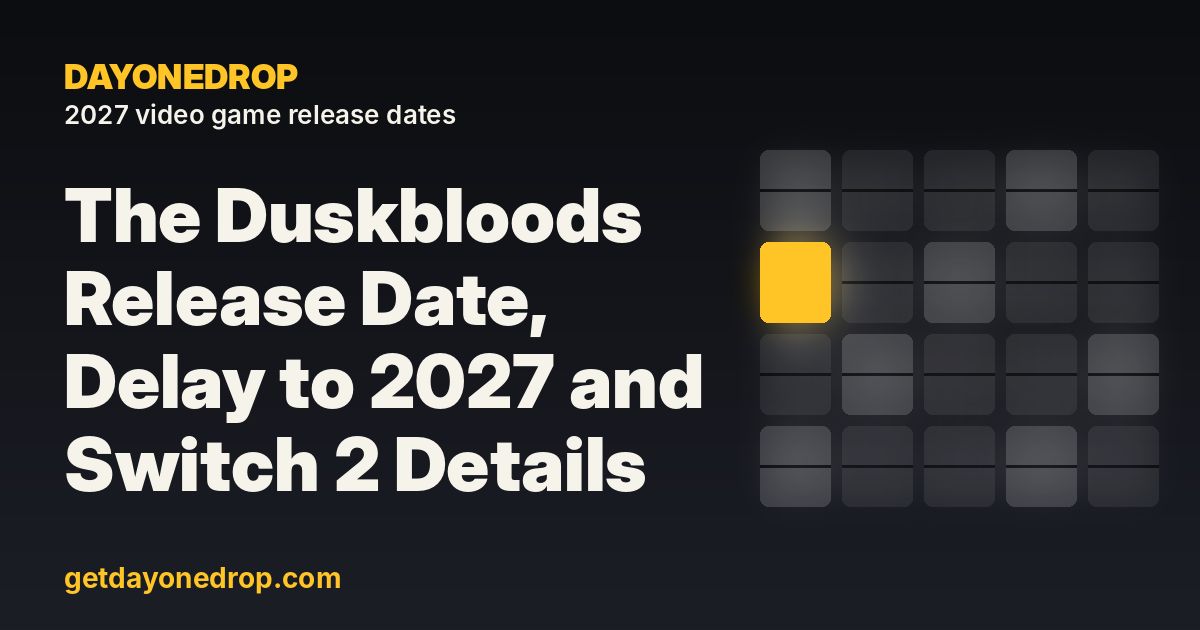 DAYONEDROP
2027 video game release dates
The Duskbloods
Release Date,
Delay to 2027 and
Switch 2 Details
getdayonedrop.com